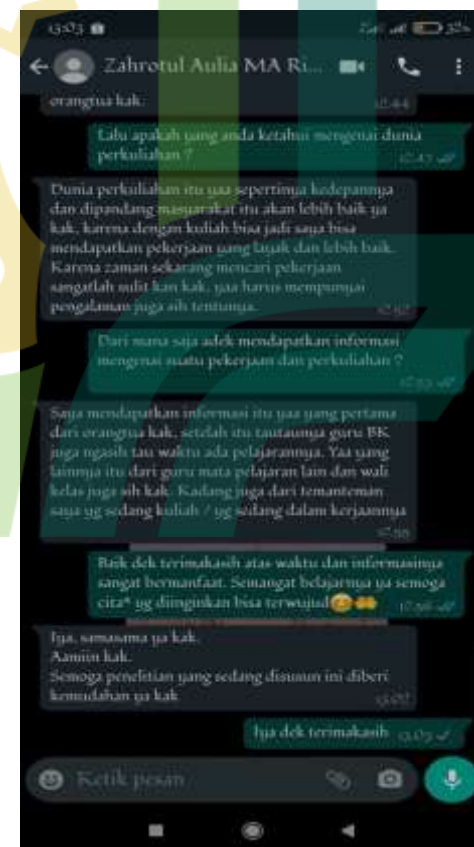 13:03
Zahrotul Aulia MA Ri...
orangtua kak.
12.44
Lalu apakah yang anda ketahui mengenai dunia
perkuliahan ?
Dunia perkuliahan itu yaa sepertinya kedepannya
dan dipandang masyarakat itu akan lebih baik ya
kak, karena dengan kuliah bisa jadi saya bisa
mendapatkan pekerjaan yang layak dan lebih baik.
Karena zaman sekarang mencari pekerjaan
sangatlah sulit kan kak, yaa harus mempunyai
pengalaman juga sih tentunya.
Dari mana saja adek mendapatkan informasi
mengenai suatu pekerjaan dan perkuliahan ?
Saya mendapatkan informasi itu yaa yang pertama
dari orangtua kak, setelah itu guru BK
juga ngasih tau waktu ada pelajarannya. Yaa yang
lainnya itu dari guru mata pelajaran lain dan wali
kelas juga sih kak. Kadang juga dari temanteman
saya yg sedang kuliah / yg sedang dalam kerjaannya
Baik dek terimakasih atas waktu dan informasinya
sangat bermanfaat. Semangat belajarnya ya semoga
cita² yg diinginkan bisa terwujud😊🤲
Iya, samasama ya kak.
Aamiin kak.
Semoga penelitian yang sedang disusun ini diberi
kemudahan ya kak
Iya dek terimakasih 13.03
Ketik pesan